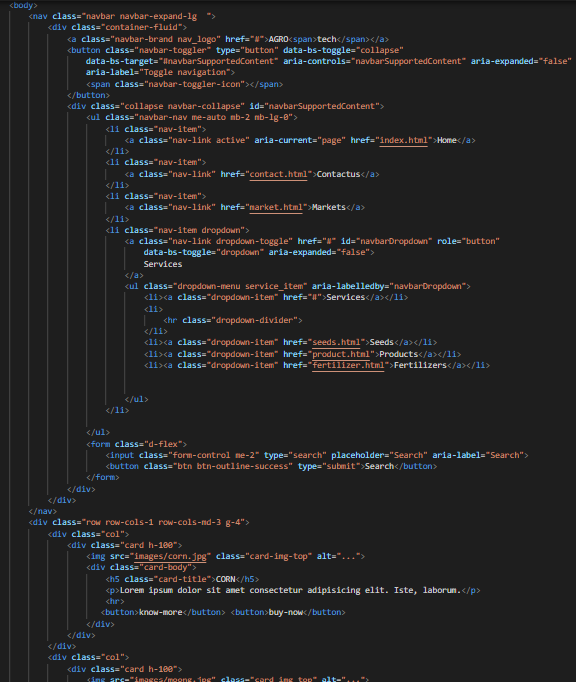 <body>
<nav class="navbar navbar-expand-lg  ">
<div class="container-fluid">
<a class="navbar-brand nav_logo" href="#">AGRO<span>tech</span></a>
<button class="navbar-toggler" type="button" data-bs-toggle="collapse"
data-bs-target="#navbarSupportedContent" aria-controls="navbarSupportedContent" aria-expanded="false"
aria-label="Toggle navigation">
<span class="navbar-toggler-icon"></span>
</button>
<div class="collapse navbar-collapse" id="navbarSupportedContent">
<ul class="navbar-nav me-auto mb-2 mb-lg-0">
<li class="nav-item">
<a class="nav-link active" aria-current="page" href="index.html">Home</a>
</li>
<li class="nav-item">
<a class="nav-link" href="contact.html">Contactus</a>
</li>
<li class="nav-item">
<a class="nav-link" href="market.html">Markets</a>
</li>
<li class="nav-item dropdown">
<a class="nav-link dropdown-toggle" href="#" id="navbarDropdown" role="button"
data-bs-toggle="dropdown" aria-expanded="false">
Services
</a>
<ul class="dropdown-menu service_item" aria-labelledby="navbarDropdown">
<li><a class="dropdown-item" href="#">Services</a></li>
<li>
<hr class="dropdown-divider">
</li>
<li><a class="dropdown-item" href="seeds.html">Seeds</a></li>
<li><a class="dropdown-item" href="product.html">Products</a></li>
<li><a class="dropdown-item" href="fertilizer.html">Fertilizers</a></li>
</ul>
</li>
</ul>
<form class="d-flex">
<input class="form-control me-2" type="search" placeholder="Search" aria-label="Search">
<button class="btn btn-outline-success" type="submit">Search</button>
</form>
</div>
</div>
</nav>
<div class="row row-cols-1 row-cols-md-3 g-4">
<div class="col">
<div class="card h-100">
<img src="images/corn.jpg" class="card-img-top" alt="...">
<div class="card-body">
<h5 class="card-title">CORN</h5>
<p>Lorem ipsum dolor sit amet consectetur adipisicing elit. Iste, laborum.</p>
<hr>
<button>know-more</button> <button>buy-now</button>
</div>
</div>
</div>
<div class="col">
<div class="card h-100">
<img src="images/moong.jpg" class="card-img-top" alt="...">